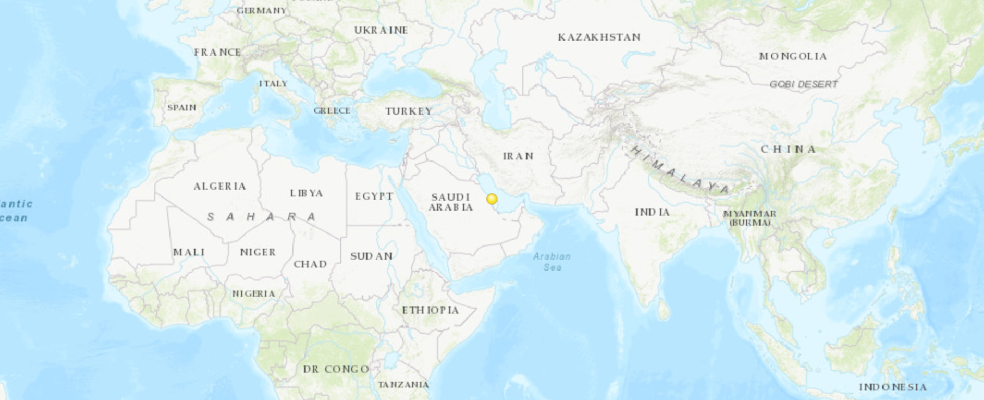 GERMANY
UKRAINE
KAZAKHSTAN
FRANCE
MONGOLIA
ITALY
GOBI DESERT
SPAIN
GREECE
TURKEY
CHINA
IRAN
HIMALAYA
ALGERIA
LIBYA
EGYPT
SAUDI
ARABIA
antic
cean
SAHARA
INDIA
MYANMAR
(BURMA)
MALI
NIGER
CHAD
SUDAN
Arabian
Sea
NIGERIA
ETHIOPIA
DR CONGO
TANZANIA
INDONESIA